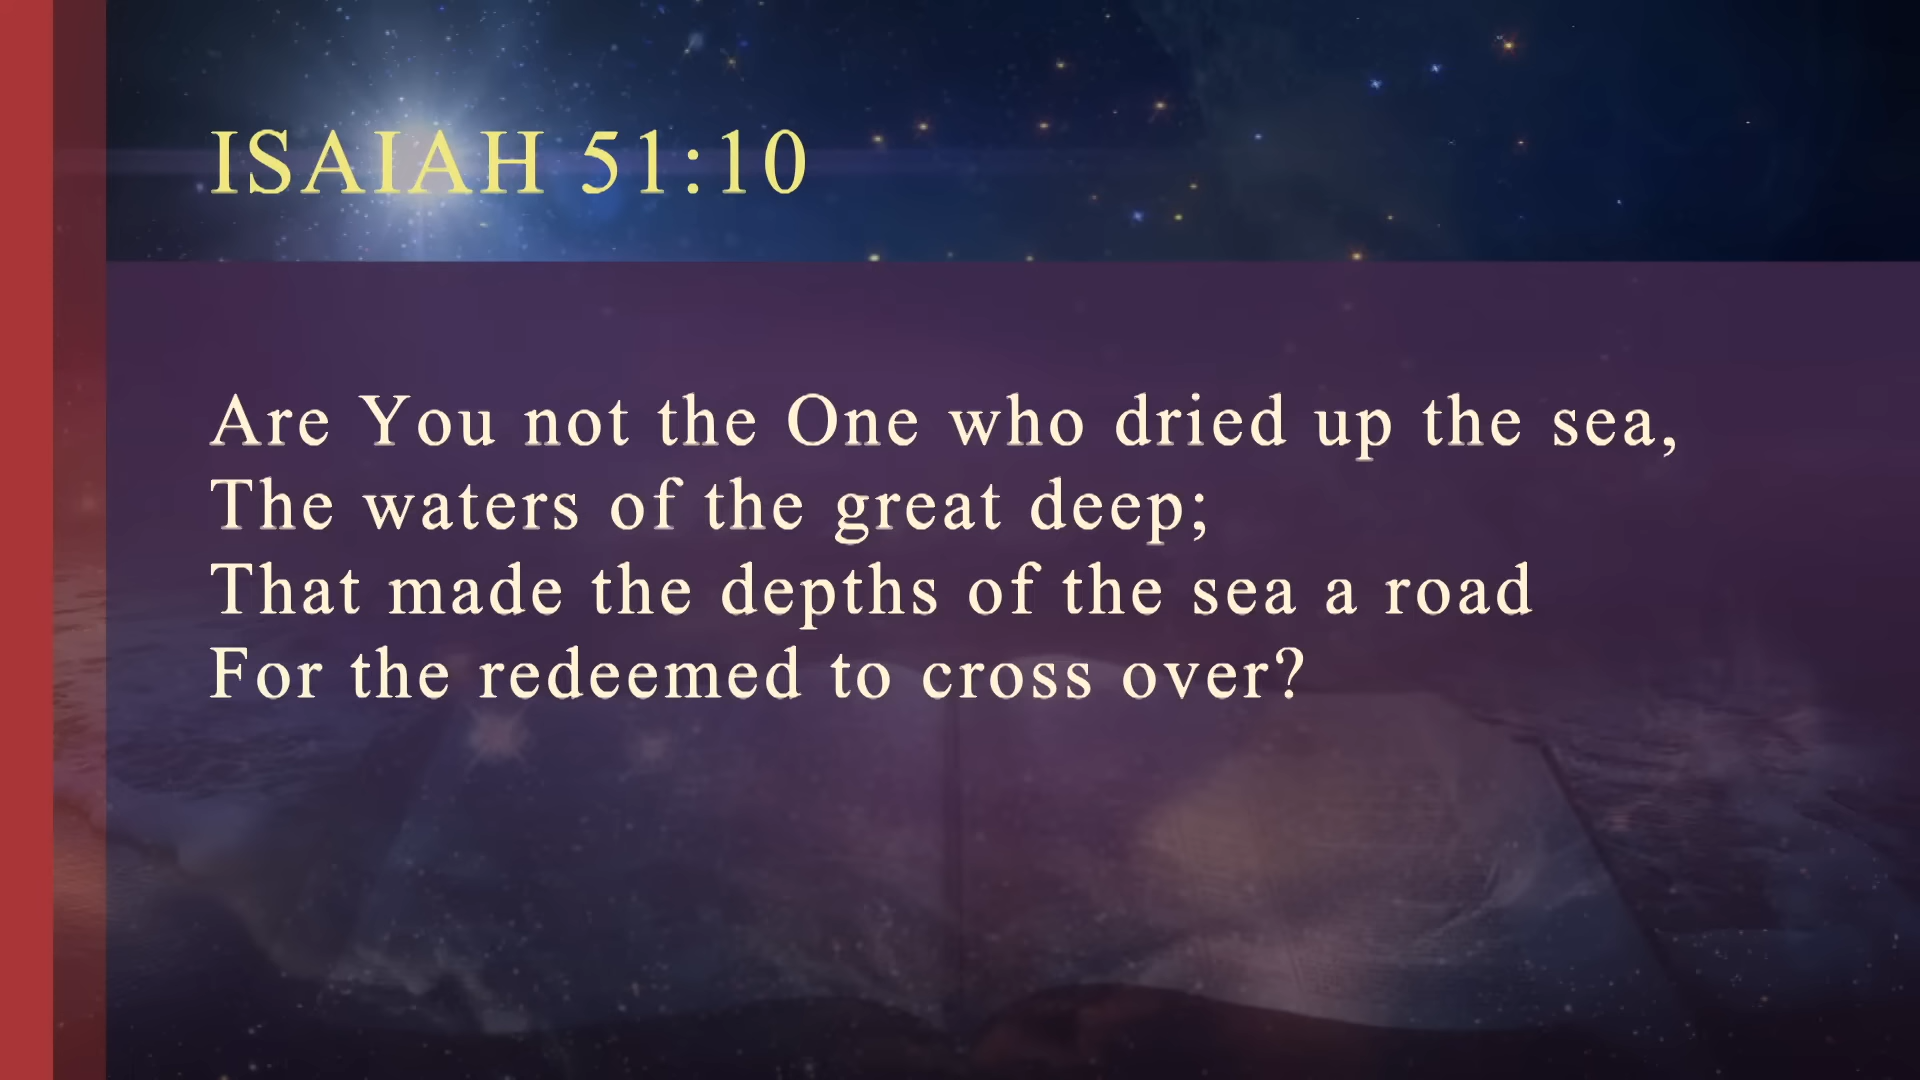 ISAIAH 51:10
Are You not the One who dried up the sea,
The waters of the great deep;
That made the depths of the sea a road
For the redeemed to cross over?